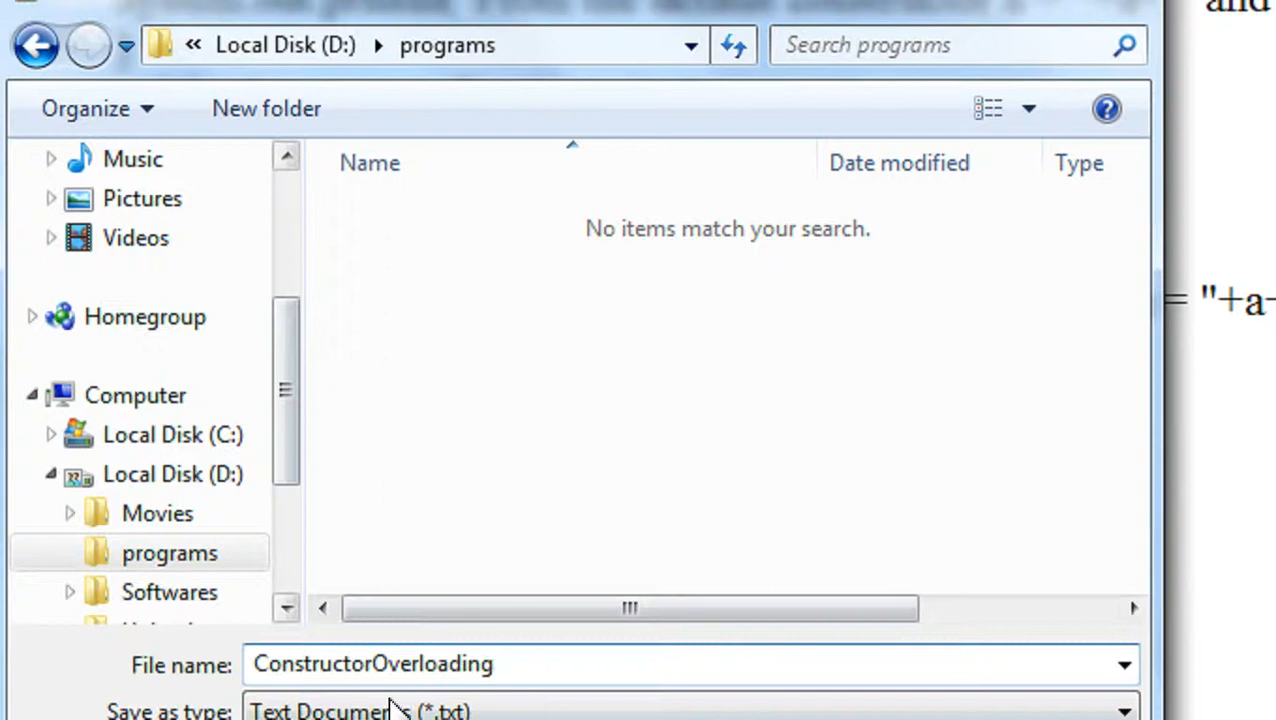 and
« Local Disk (D:) programs
Search programs
Organize
New folder
Music
Pictures
Videos
Homegroup
Computer
Local Disk (C:)
Local Disk (D:)
Movies
programs
Softwares
Name
Date modified
Type
No items match your search.
= "+a
File name: ConstructorOverloading
Save as type: Text Documents (*.txt)